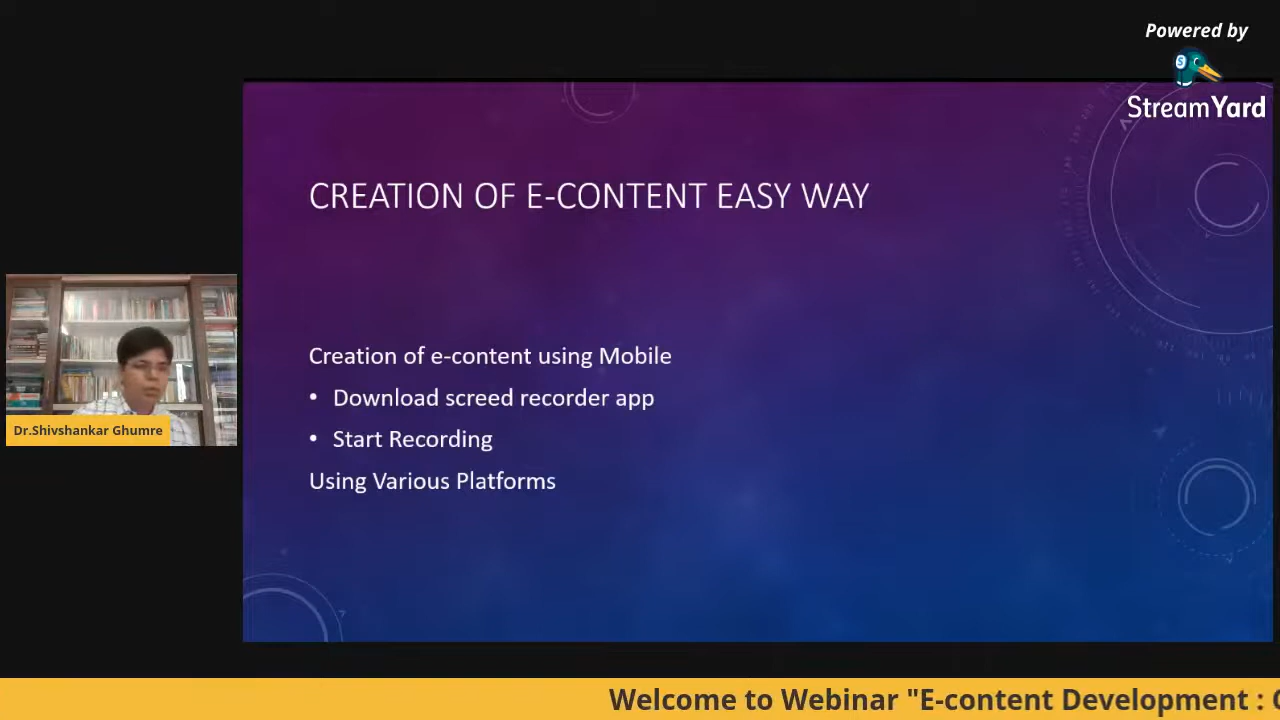 Powered by
StreamYard
CREATION OF E-CONTENT EASY WAY
Creation of e-content using Mobile
• Download screed recorder app
• Start Recording
Using Various Platforms
Dr.Shivshankar Ghumre
Welcome to Webinar "E-content Development :